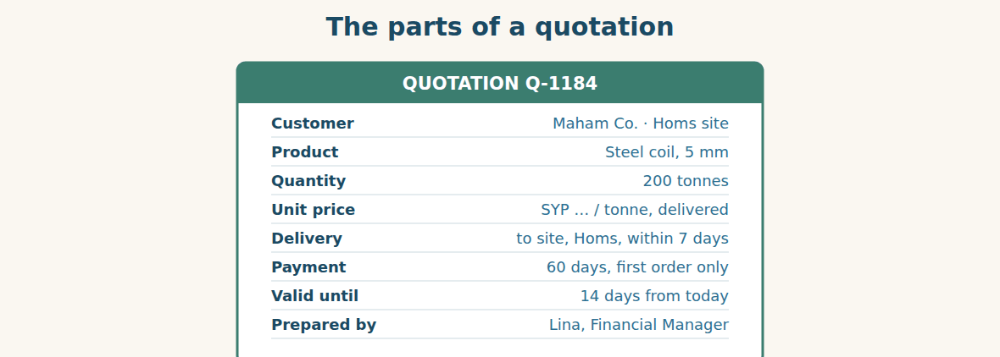 The parts of a quotation
QUOTATION Q-1184
Customer Maham Co. · Homs site
Product Steel coil, 5 mm
Quantity 200 tonnes
Unit price SYP … / tonne, delivered
Delivery to site, Homs, within 7 days
Payment 60 days, first order only
Valid until 14 days from today
Prepared by Lina, Financial Manager